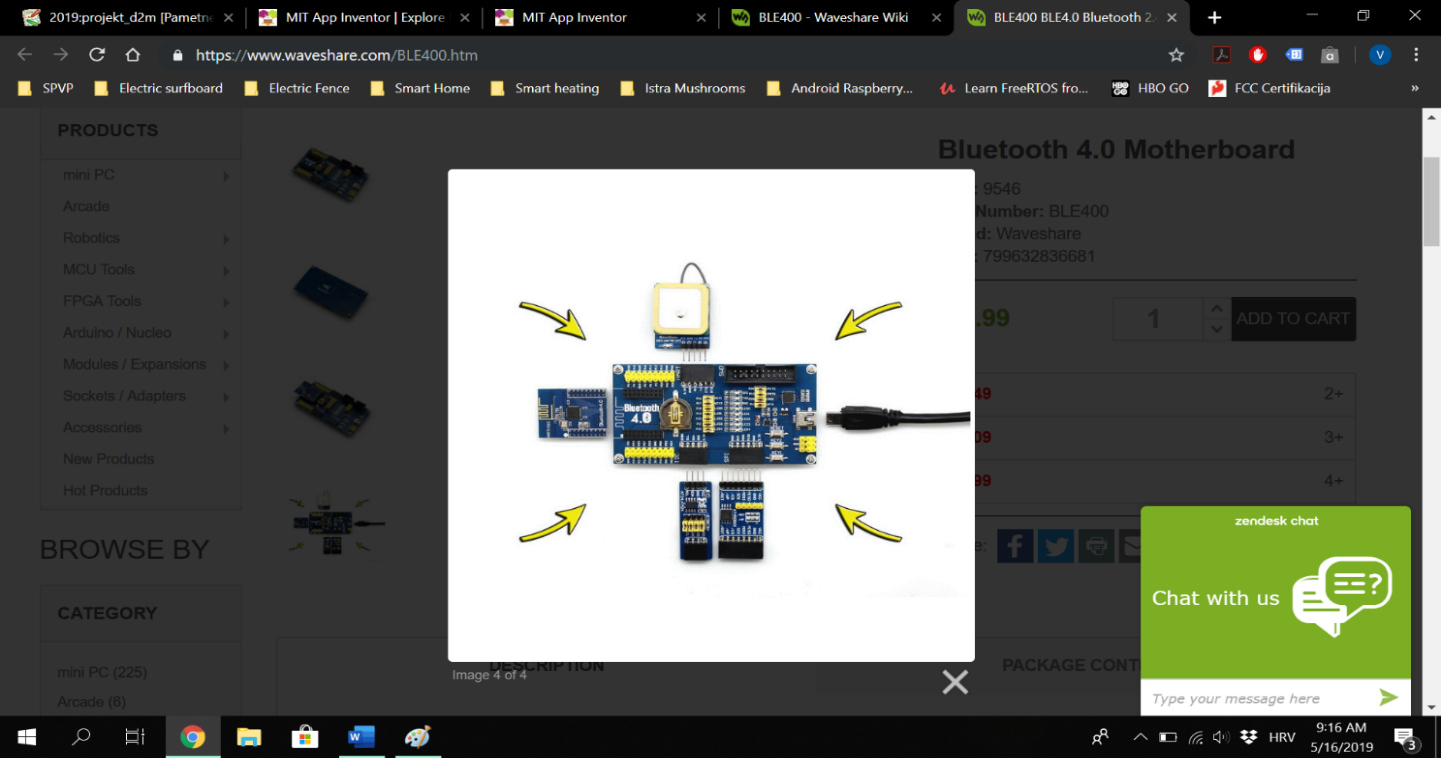 2019:projekt_d2m [Pametne
MIT App Inventor | Explore
MIT App Inventor
BLE400 - Waveshare Wiki
BLE400 BLE4.0 Bluetooth 2.
https://www.waveshare.com/BLE400.htm
V
SPVP
Electric surfboard
Electric Fence
Smart Home
Smart heating
Istra Mushrooms
Android Raspberry...
Learn FreeRTOS fro...
HBO GO
HBO GO
FCC Certifikacija
»
PRODUCTS
mini PC
Arcade
Robotics
MCU Tools
FPGA Tools
Arduino / Nucleo
Modules / Expansions
Sockets / Adapters
Accessories
New Products
Hot Products
BROWSE BY
CATEGORY
mini PC (225)
Arcade (6)
Bluetooth 4.0 Motherboard
: 9546
Number: BLE400
d: Waveshare
: 799632836681
.99
1
ADD TO CART
49
2+
09
3+
99
4+
Bluetooth
4.0
DESCRIPTION
PACKAGE CONT
Image 4 of 4
zendesk chat
Chat with us
Type your message here
HRV
9:16 AM
5/16/2019
3